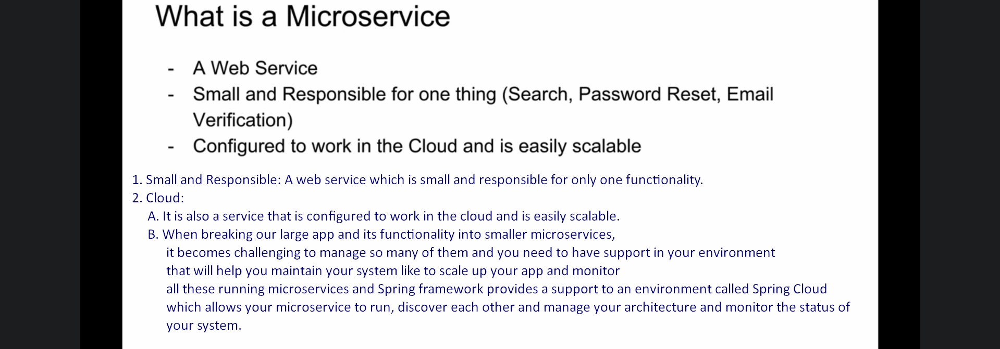 What is a Microservice
- A Web Service
- Small and Responsible for one thing (Search, Password Reset, Email
Verification)
- Configured to work in the Cloud and is easily scalable
1. Small and Responsible: A web service which is small and responsible for only one functionality.
2. Cloud:
A. It is also a service that is configured to work in the cloud and is easily scalable.
B. When breaking our large app and its functionality into smaller microservices,
it becomes challenging to manage so many of them and you need to have support in your environment
that will help you maintain your system like to scale up your app and monitor
all these running microservices and Spring framework provides a support to an environment called Spring Cloud
which allows your microservice to run, discover each other and manage your architecture and monitor the status of
your system.